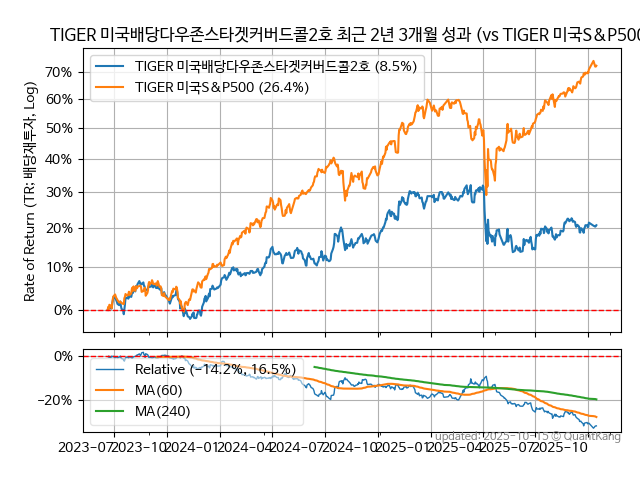 TIGER 미국배당다우존스타겟커버드콜2호 최근 2년 3개월 성과 (vs TIGER 미국S&P500
TIGER 미국배당다우존스타겟커버드콜2호 (8.5%)
TIGER 미국S&P500 (26.4%)
Rate of Return (TR: 배당재투자, Log)
70%
60%
50%
40%
30%
20%
10%
0%
0%
−20%
Relative (−14.2%, 16.5%)
MA(60)
MA(240)
updated: 2025-10-15 © QuantKang
2023-07 2023-10 2024-01 2024-04 2024-07 2024-10 2025-01 2025-04 2025-07 2025-10